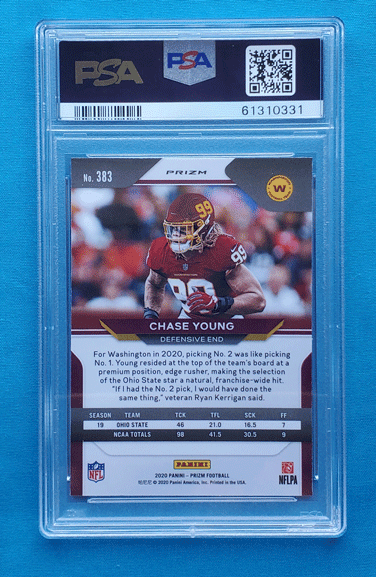 PSA
PSA
61310331
No. 383
PRIZM
W
99
99
CHASE YOUNG
DEFENSIVE END
For Washington in 2020, picking No. 2 was like picking
No. 1. Young resided at the top of the team's board at a
premium position, edge rusher, making his selection
of the Ohio State star a natural, franchise-wide hit.
"If I had the No. 2 pick, I would have done the
same thing," veteran Ryan Kerrigan said.
SEASON TEAM TCK TFL SCK FF
19 OHIO STATE 46 21.0 16.5 7
NCAA TOTALS 98 41.5 30.5 9
NFL
PANINI
NFLPA
2020 PANINI - PRIZM FOOTBALL
帕尼尼 © 2020 Panini America, Inc. Printed in the USA.